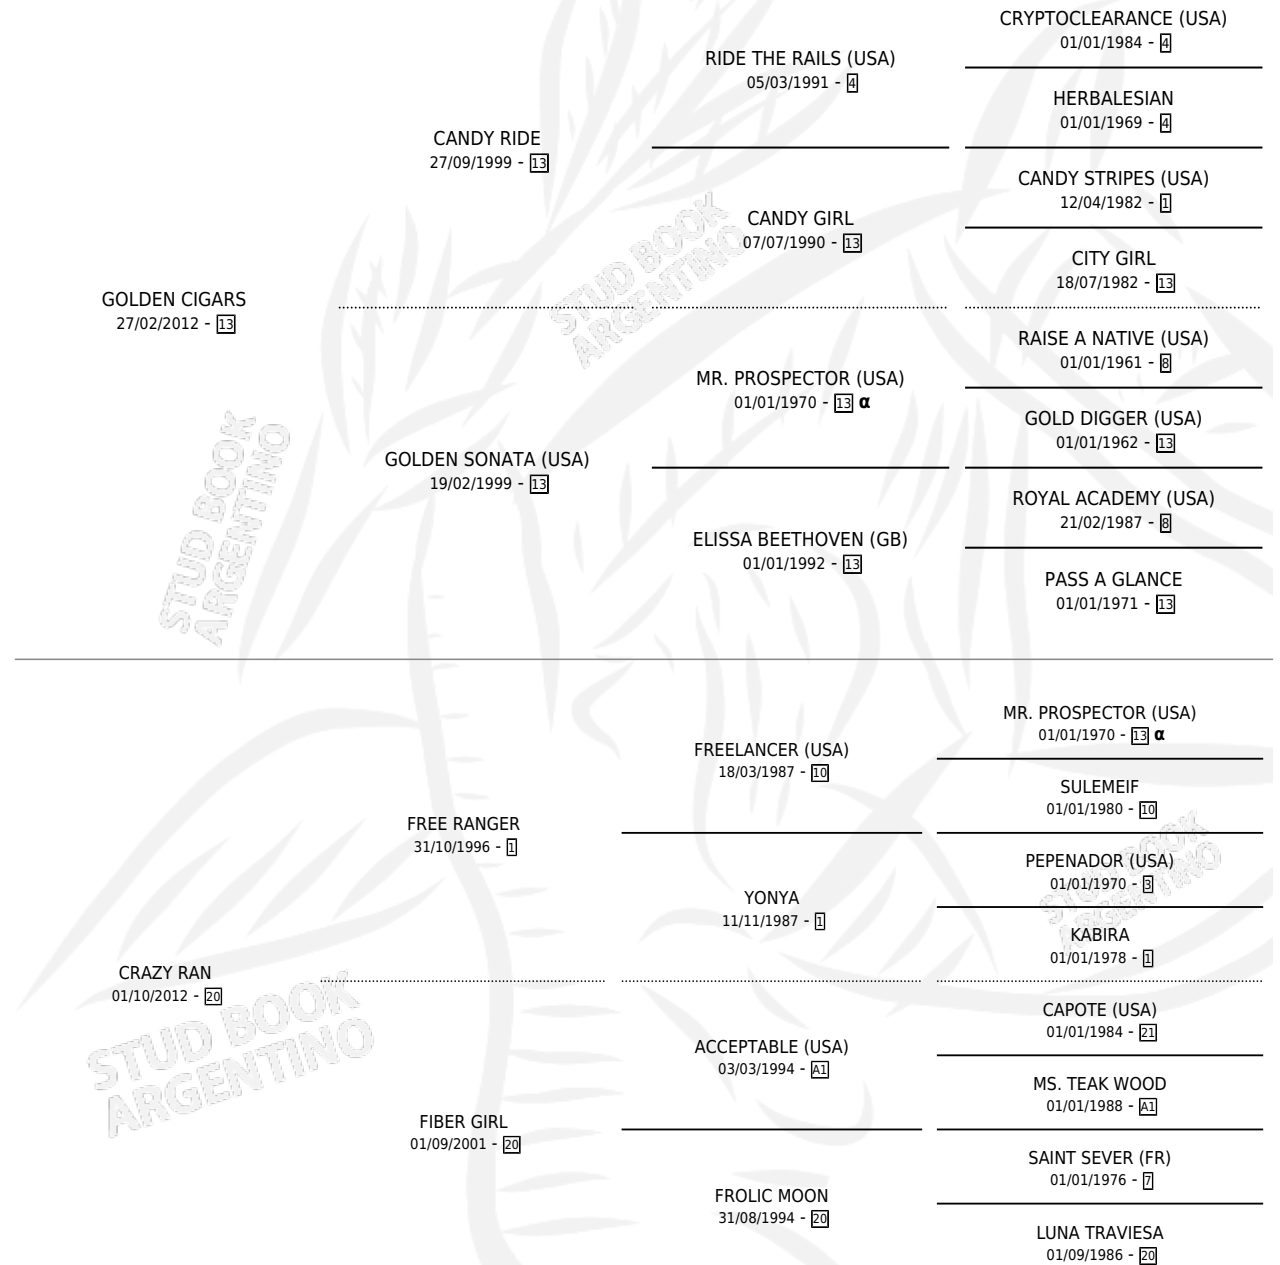 CRYPTOCLEARANCE (USA)
01/01/1984 - 4
RIDE THE RAILS (USA)
05/03/1991 - 4
HERBALESIAN
01/01/1969 - 4
CANDY RIDE
27/09/1999 - 13
CANDY STRIPES (USA)
12/04/1982 - 1
CANDY GIRL
07/07/1990 - 13
CITY GIRL
18/07/1982 - 13
STUD BOOK
ARGENTINO
GOLDEN CIGARS
27/02/2012 - 13
RAISE A NATIVE (USA)
01/01/1961 - 8
MR. PROSPECTOR (USA)
01/01/1970 - 13 α
GOLD DIGGER (USA)
01/01/1962 - 13
GOLDEN SONATA (USA)
19/02/1999 - 13
ROYAL ACADEMY (USA)
21/02/1987 - 8
ELISSA BEETHOVEN (GB)
01/01/1992 - 13
PASS A GLANCE
01/01/1971 - 13
STUD BOOK
ARGENTINO
MR. PROSPECTOR (USA)
01/01/1970 - 13 α
FREELANCER (USA)
18/03/1987 - 10
SULEMEIF
01/01/1980 - 10
FREE RANGER
31/10/1996 - 1
PEPENADOR (USA)
01/01/1970 - 3
STUD BOOK
ARGENTINO
YONYA
11/11/1987 - 1
KABIRA
01/01/1978 - 1
CRAZY RAN
01/10/2012 - 20
STUD BOOK
ARGENTINO
CAPOTE (USA)
01/01/1984 - 21
ACCEPTABLE (USA)
03/03/1994 - A1
MS. TEAK WOOD
01/01/1988 - A1
FIBER GIRL
01/09/2001 - 20
SAINT SEVER (FR)
01/01/1976 - 7
FROLIC MOON
31/08/1994 - 20
LUNA TRAVIESA
01/09/1986 - 20